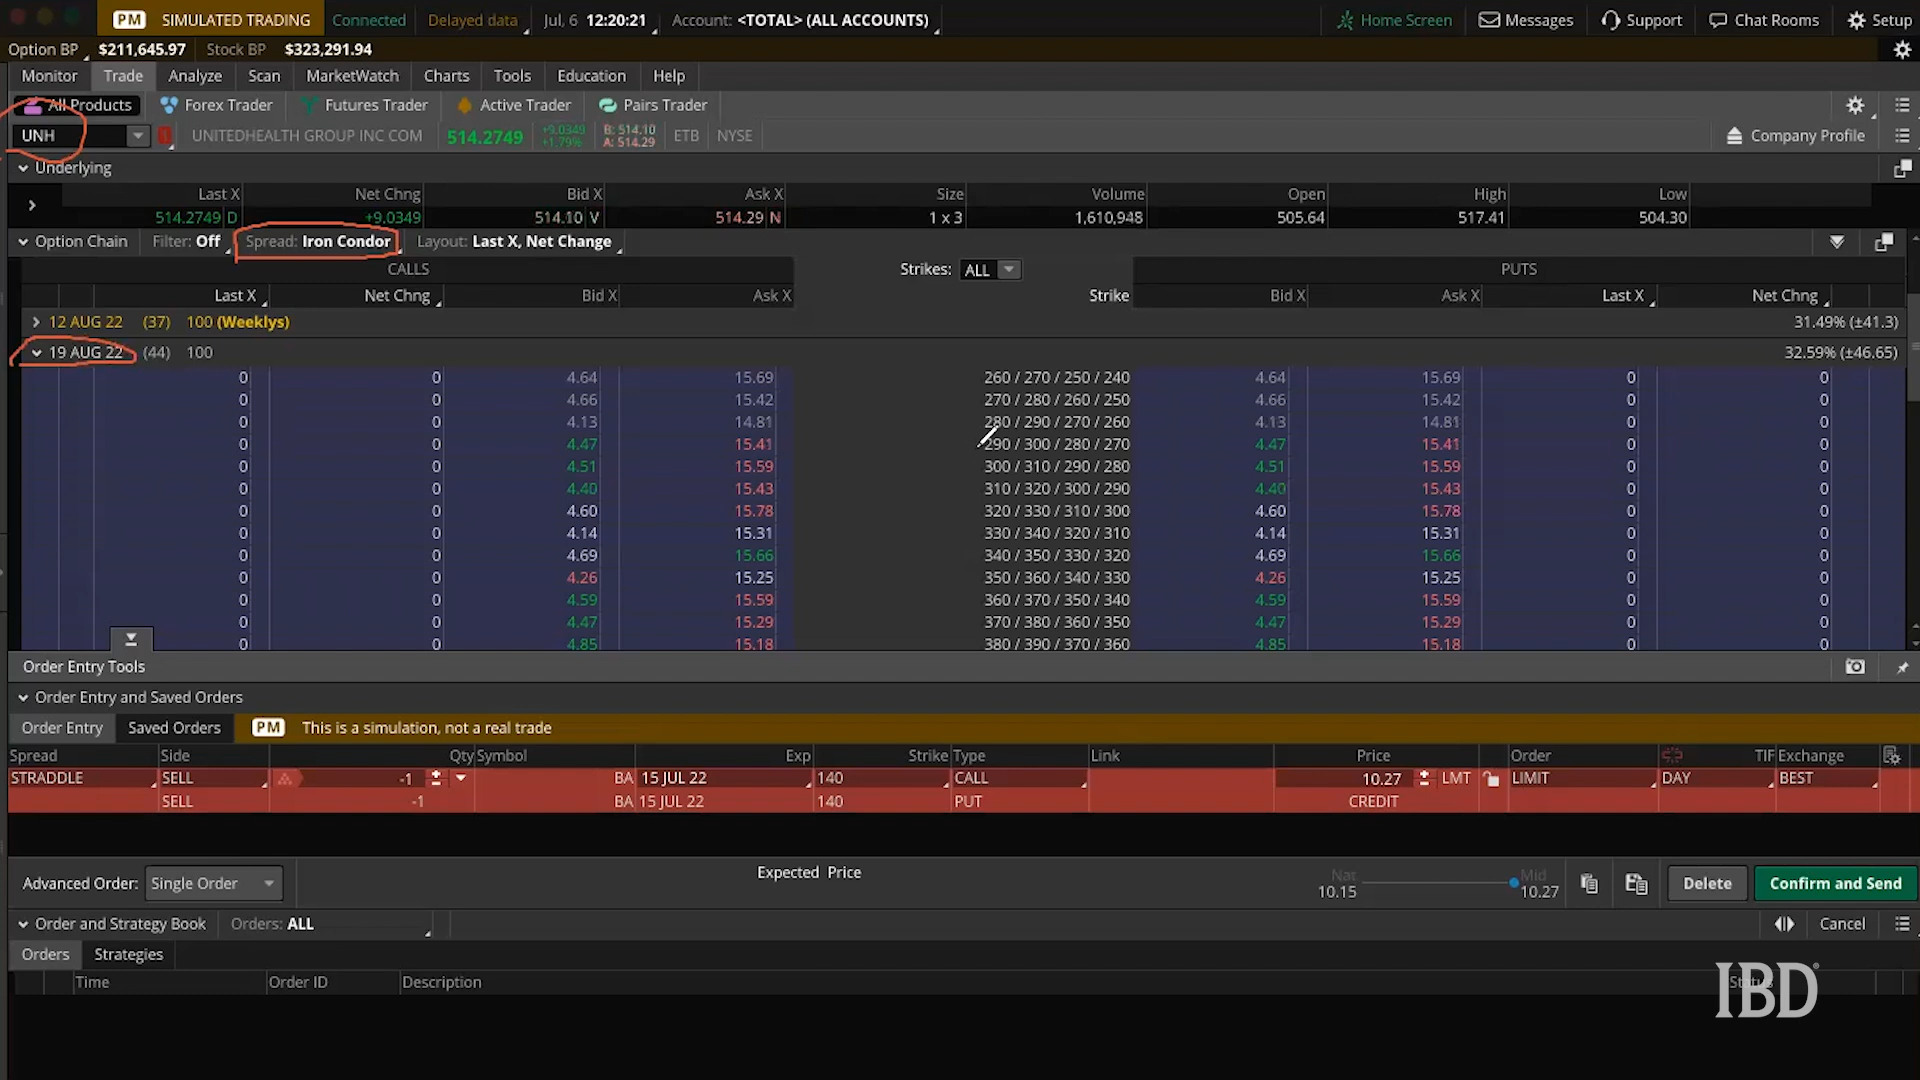 PM SIMULATED TRADING Connected Delayed data Jul, 6 12:20:21 Account: <TOTAL> (ALL ACCOUNTS) Home Screen Messages Support Chat Rooms Setup
Option BP $211,645.97 Stock BP $323,291.94
Monitor Trade Analyze Scan MarketWatch Charts Tools Education Help
All Products Forex Trader Futures Trader Active Trader Pairs Trader
UNH UNITEDHEALTH GROUP INC COM 514.2749 +9.0349 +1.79% B: 514.10 A: 514.29 ETB NYSE Company Profile
Underlying
Last X Net Chng Bid X Ask X Size Volume Open High Low
514.2749 D +9.0349 514.10 V 514.29 N 1 x 3 1,610,948 505.64 517.41 504.30
Option Chain Filter: Off Spread: Iron Condor Layout: Last X, Net Change
CALLS Strikes: ALL PUTS
Last X Net Chng Bid X Ask X Strike Bid X Ask X Last X Net Chng
12 AUG 22 (37) 100 (Weeklys) 31.49% (±41.3)
19 AUG 22 (44) 100 32.59% (±46.65)
0 0 4.64 15.69 260 / 270 / 250 / 240 4.64 15.69 0 0
0 0 4.66 15.42 270 / 280 / 260 / 250 4.66 15.42 0 0
0 0 4.13 14.81 280 / 290 / 270 / 260 4.13 14.81 0 0
0 0 4.47 15.41 290 / 300 / 280 / 270 4.47 15.41 0 0
0 0 4.51 15.59 300 / 310 / 290 / 280 4.51 15.59 0 0
0 0 4.40 15.43 310 / 320 / 300 / 290 4.40 15.43 0 0
0 0 4.60 15.78 320 / 330 / 310 / 300 4.60 15.78 0 0
0 0 4.14 15.31 330 / 340 / 320 / 310 4.14 15.31 0 0
0 0 4.69 15.66 340 / 350 / 330 / 320 4.69 15.66 0 0
0 0 4.26 15.25 350 / 360 / 340 / 330 4.26 15.25 0 0
0 0 4.59 15.59 360 / 370 / 350 / 340 4.59 15.59 0 0
0 0 4.47 15.29 370 / 380 / 360 / 350 4.47 15.29 0 0
0 0 4.85 15.18 380 / 390 / 370 / 360 4.85 15.18 0 0
Order Entry Tools
Order Entry and Saved Orders
Order Entry Saved Orders PM This is a simulation, not a real trade
Spread Side Qty Symbol Exp Strike Type Link Price Order TIF Exchange
STRADDLE SELL -1 BA 15 JUL 22 140 CALL 10.27 LMT LIMIT DAY BEST
SELL -1 BA 15 JUL 22 140 PUT CREDIT
Advanced Order: Single Order Expected Price Nat 10.15 Mid 10.27 Delete Confirm and Send
Order and Strategy Book Orders: ALL Cancel
Orders Strategies
Time Order ID Description Status
IBD